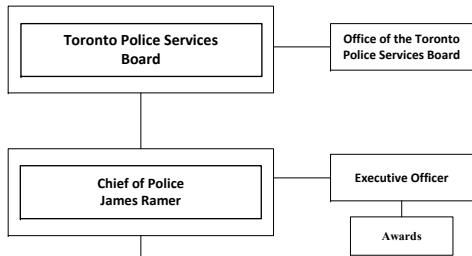 Toronto Police Services
Board
Office of the Toronto
Police Services Board
Chief of Police
James Ramer
Executive Officer
Awards